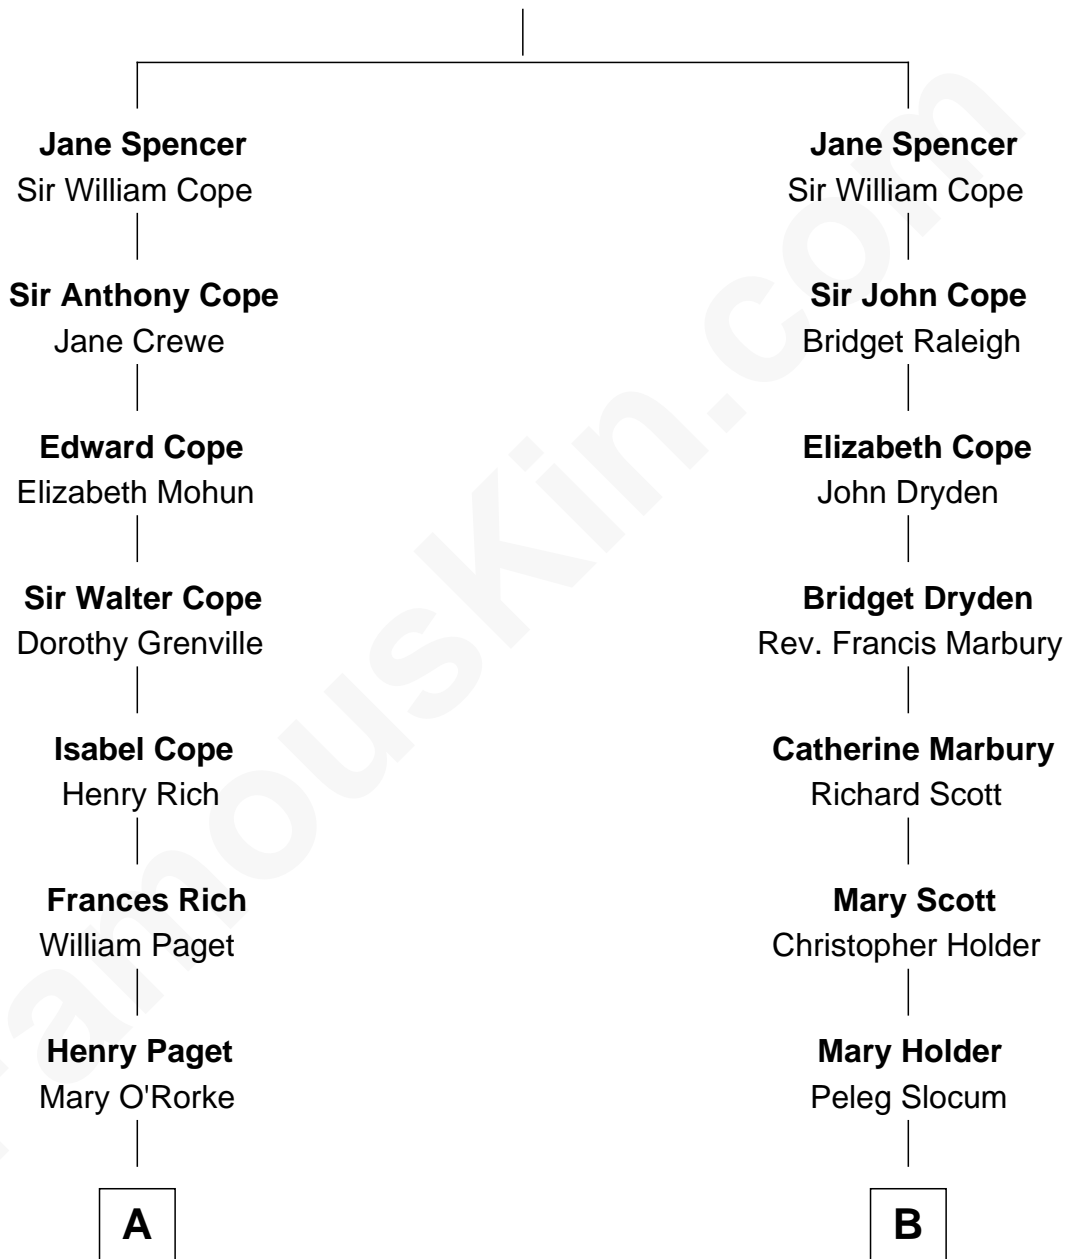 Jane Spencer
Sir William Cope
Sir Anthony Cope
Jane Crewe
Edward Cope
Elizabeth Mohun
Sir Walter Cope
Dorothy Grenville
Isabel Cope
Henry Rich
Frances Rich
William Paget
Henry Paget
Mary O'Rorke
A
Jane Spencer
Sir William Cope
Sir John Cope
Bridget Raleigh
Elizabeth Cope
John Dryden
Bridget Dryden
Rev. Francis Marbury
Catherine Marbury
Richard Scott
Mary Scott
Christopher Holder
Mary Holder
Peleg Slocum
B
FamousKin.com